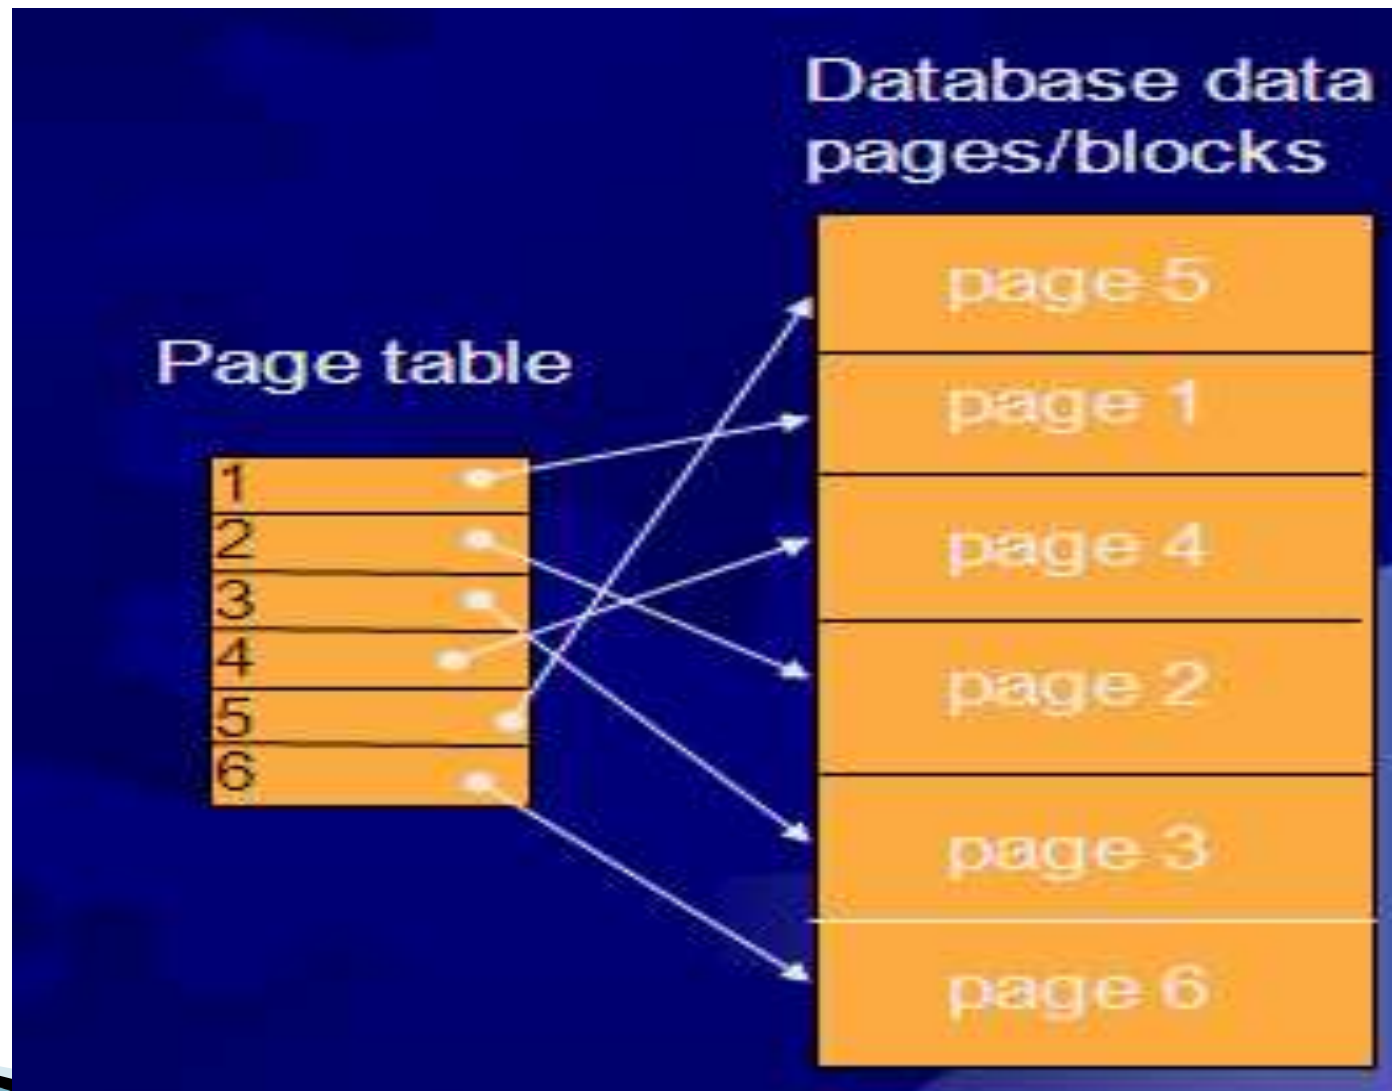 Database data
pages/blocks
Page table
1
2
3
4
5
6
page 5
page 1
page 4
page 2
page 3
page 6